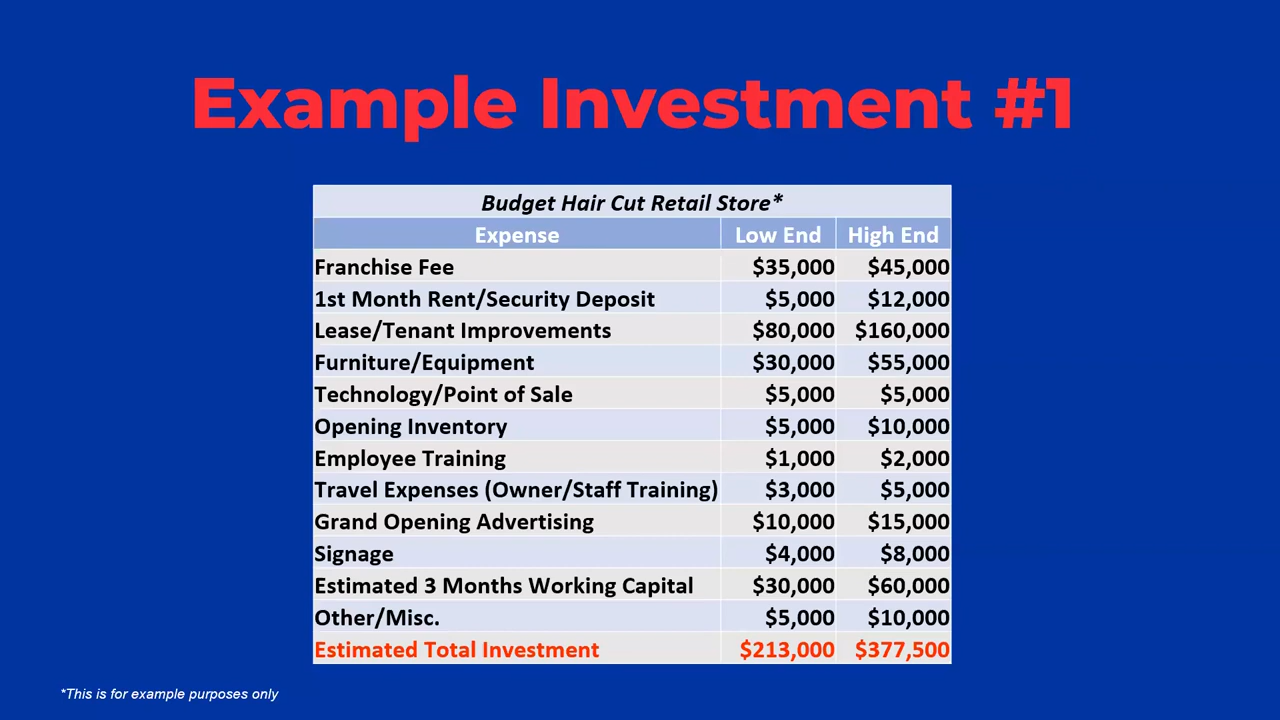 Example Investment #1
Budget Hair Cut Retail Store*
Expense Low End High End
Franchise Fee $35,000 $45,000
1st Month Rent/Security Deposit $5,000 $12,000
Lease/Tenant Improvements $80,000 $160,000
Furniture/Equipment $30,000 $55,000
Technology/Point of Sale $5,000 $5,000
Opening Inventory $5,000 $10,000
Employee Training $1,000 $2,000
Travel Expenses (Owner/Staff Training) $3,000 $5,000
Grand Opening Advertising $10,000 $15,000
Signage $4,000 $8,000
Estimated 3 Months Working Capital $30,000 $60,000
Other/Misc. $5,000 $10,000
Estimated Total Investment $213,000 $377,500
*This is for example purposes only